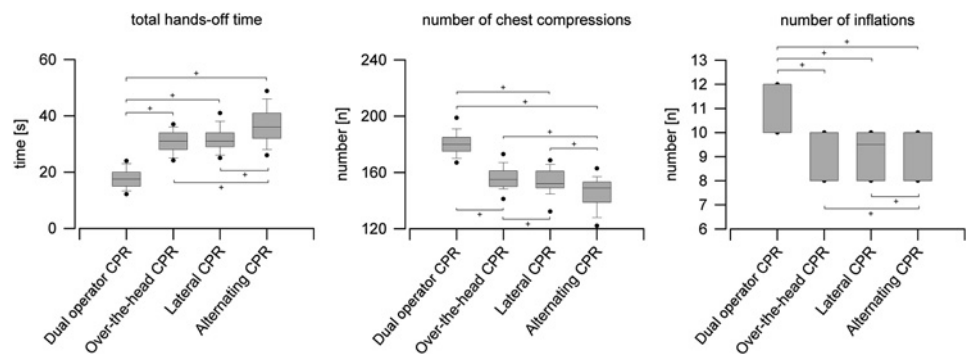 total hands-off time
time [s]
60
40
20
0
Dual operator CPR
Over-the-head CPR
Lateral CPR
Alternating CPR
+
+
+
+
+
number of chest compressions
number [n]
240
200
160
120
Dual operator CPR
Over-the-head CPR
Lateral CPR
Alternating CPR
+
+
+
+
+
+
number of inflations
number [n]
13
12
11
10
9
8
7
6
Dual operator CPR
Over-the-head CPR
Lateral CPR
Alternating CPR
+
+
+
+
+